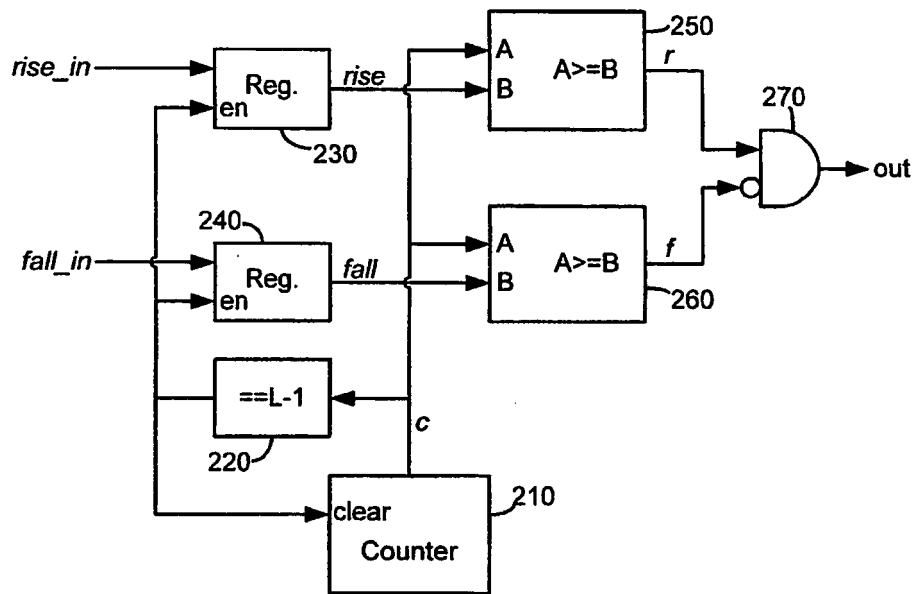 250
A
A>=B
B
r
rise_in
Reg.
en
rise
230
270
out
240
fall_in
Reg.
en
fall
A
A>=B
B
f
260
==L-1
220
c
210
clear
Counter